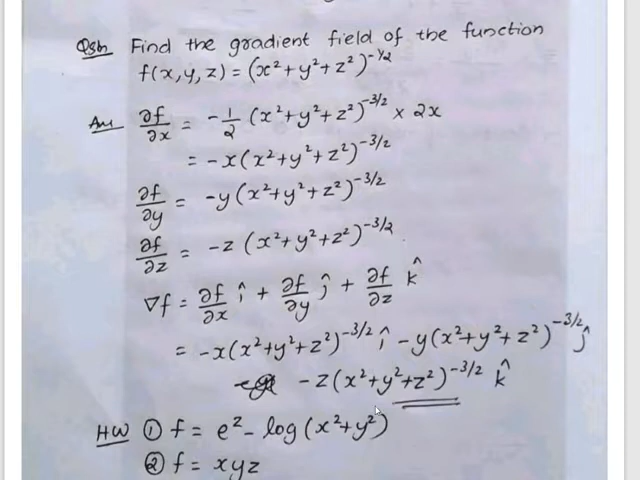 Qsn Find the gradient field of the function
f(x,y,z) = (x²+y²+z²)^-1/2
Ans ∂f/∂x = -1/2 (x²+y²+z²)^-3/2 × 2x
= -x(x²+y²+z²)^-3/2
∂f/∂y = -y(x²+y²+z²)^-3/2
∂f/∂z = -z (x²+y²+z²)^-3/2
∇f = ∂f/∂x î + ∂f/∂y ĵ + ∂f/∂z k̂
= -x(x²+y²+z²)^-3/2 î -y(x²+y²+z²)^-3/2 ĵ
-z(x²+y²+z²)^-3/2 k̂
HW ① f = e^z - log(x²+y²)
② f = xyz